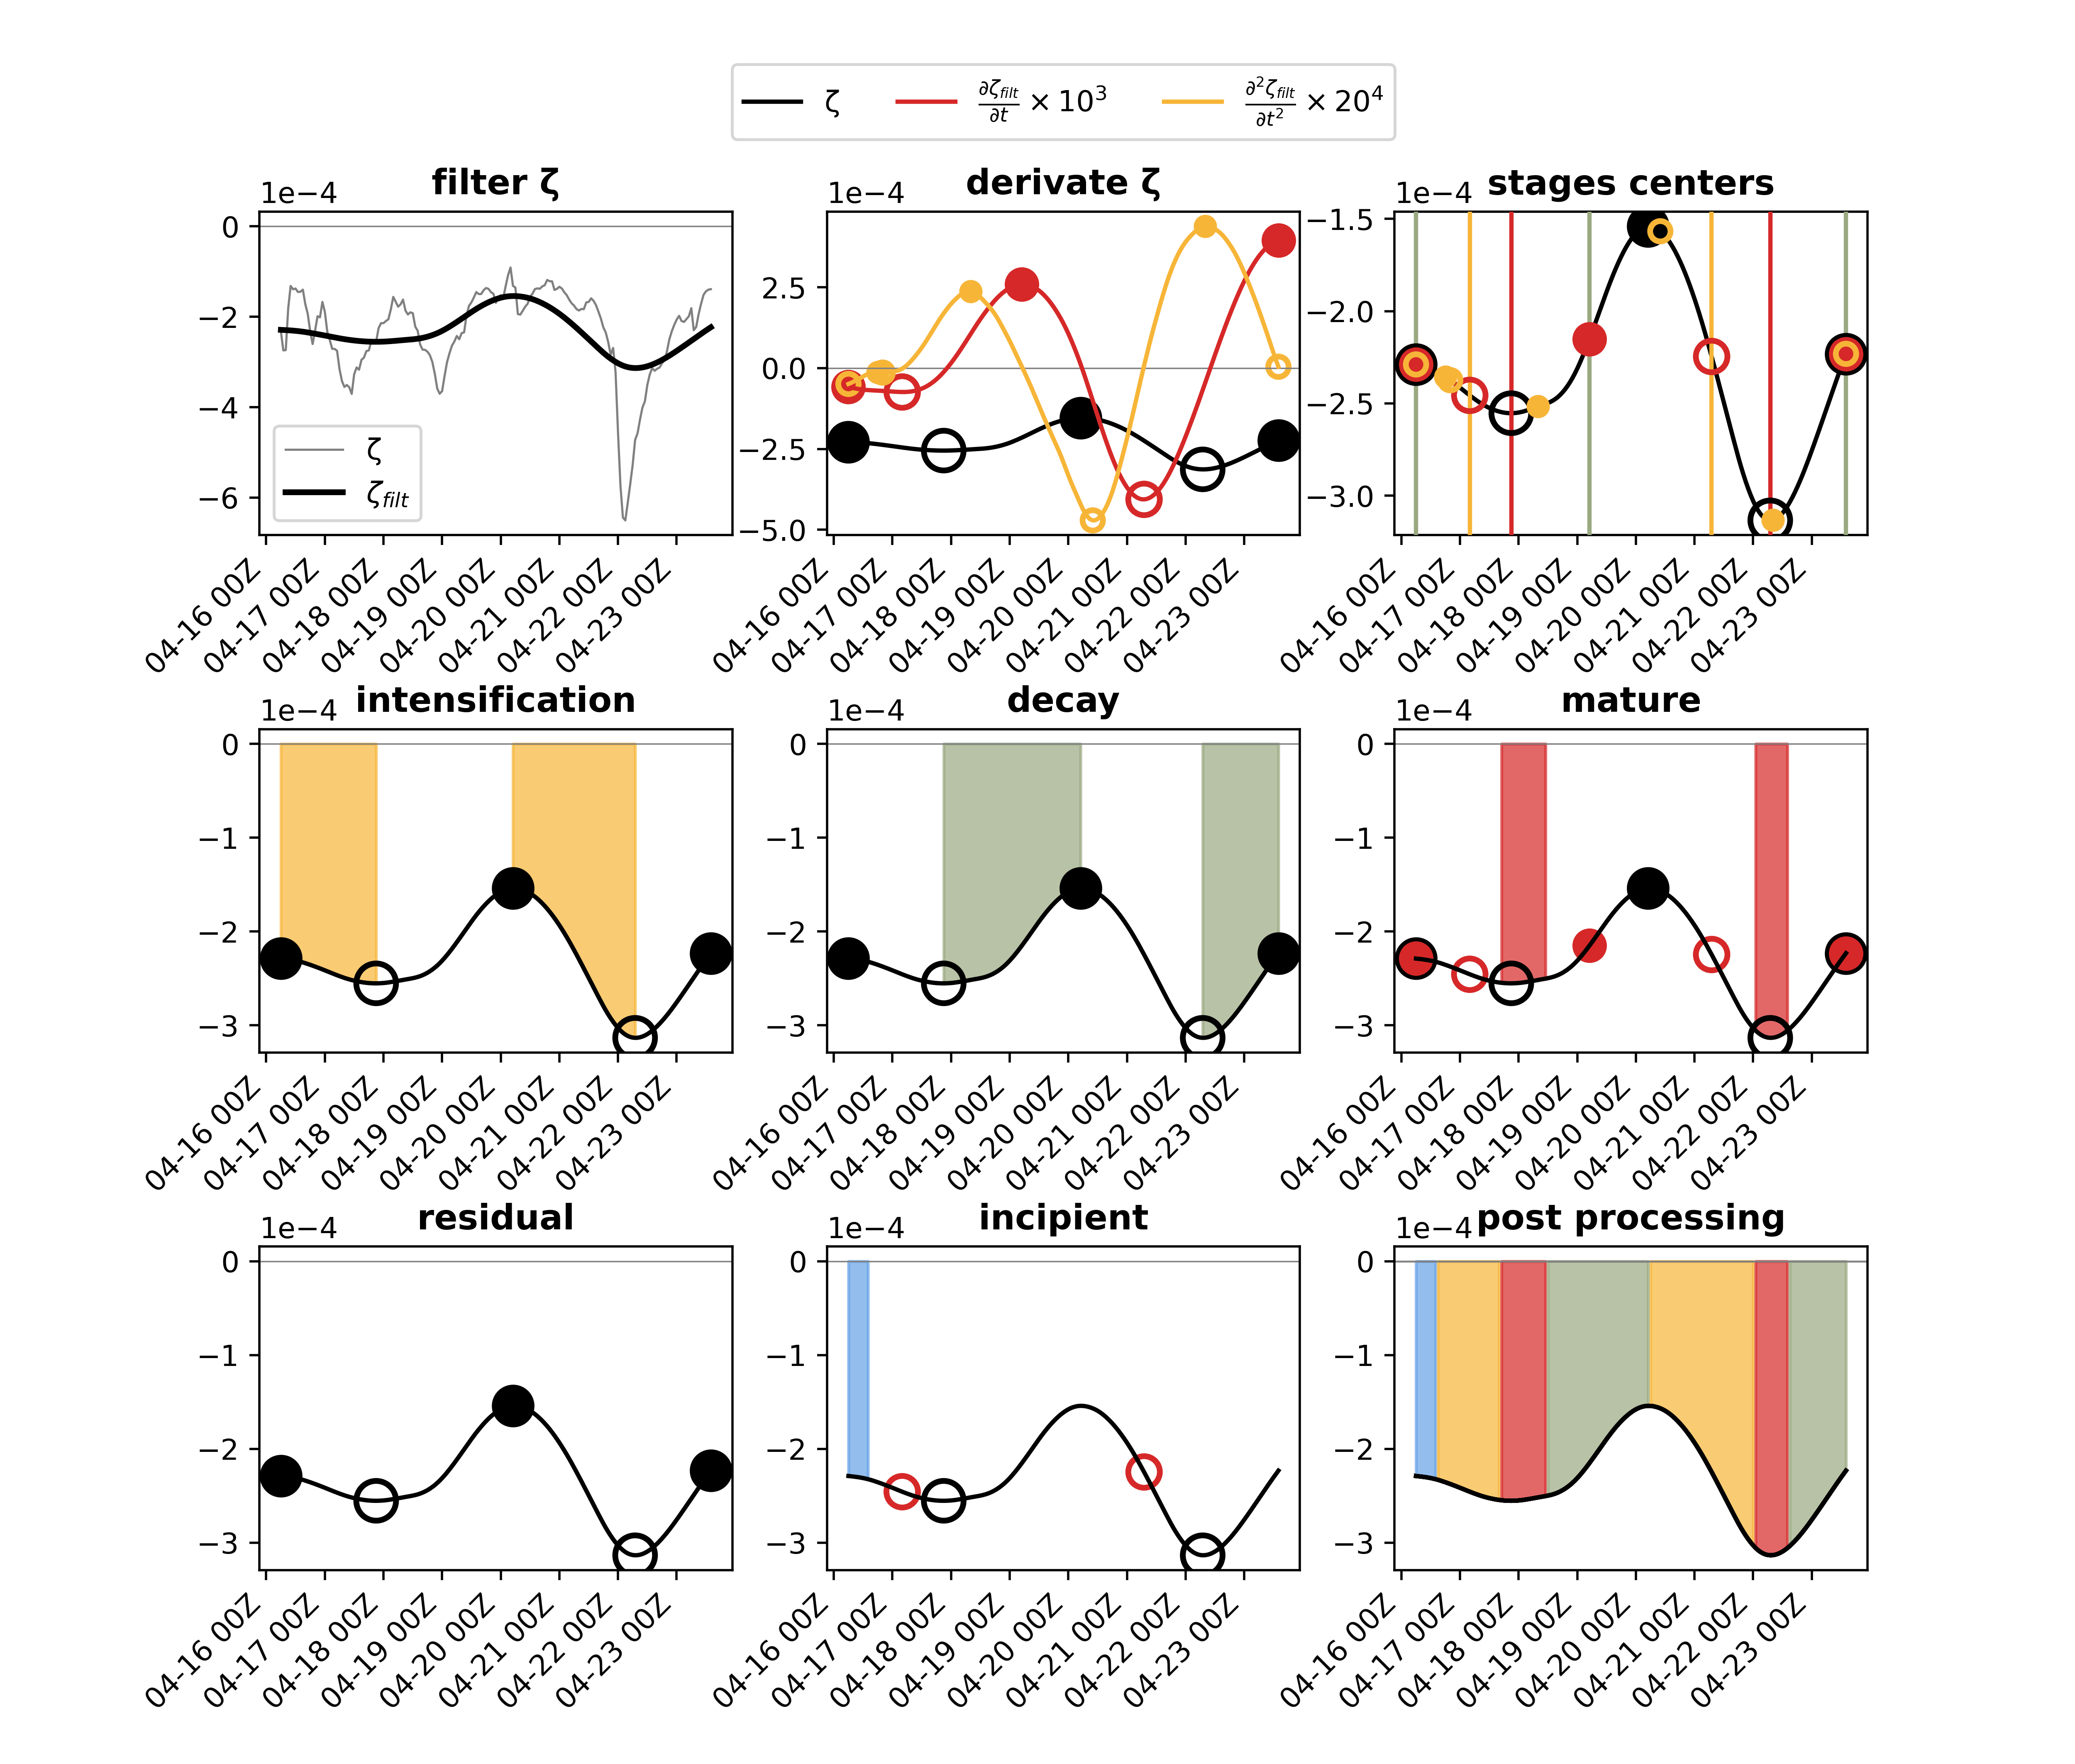 ζ ∂ζ_filt/∂t × 10³ ∂²ζ_filt/∂t² × 20⁴
filter ζ
1e−4
0
−2
−4
−6
ζ
ζ_filt
04-16 00Z
04-17 00Z
04-18 00Z
04-19 00Z
04-20 00Z
04-21 00Z
04-22 00Z
04-23 00Z
derivate ζ
1e−4
2.5
0.0
−2.5
−5.0
04-16 00Z
04-17 00Z
04-18 00Z
04-19 00Z
04-20 00Z
04-21 00Z
04-22 00Z
04-23 00Z
stages centers
1e−4
−1.5
−2.0
−2.5
−3.0
04-16 00Z
04-17 00Z
04-18 00Z
04-19 00Z
04-20 00Z
04-21 00Z
04-22 00Z
04-23 00Z
intensification
1e−4
0
−1
−2
−3
04-16 00Z
04-17 00Z
04-18 00Z
04-19 00Z
04-20 00Z
04-21 00Z
04-22 00Z
04-23 00Z
decay
1e−4
0
−1
−2
−3
04-16 00Z
04-17 00Z
04-18 00Z
04-19 00Z
04-20 00Z
04-21 00Z
04-22 00Z
04-23 00Z
mature
1e−4
0
−1
−2
−3
04-16 00Z
04-17 00Z
04-18 00Z
04-19 00Z
04-20 00Z
04-21 00Z
04-22 00Z
04-23 00Z
residual
1e−4
0
−1
−2
−3
04-16 00Z
04-17 00Z
04-18 00Z
04-19 00Z
04-20 00Z
04-21 00Z
04-22 00Z
04-23 00Z
incipient
1e−4
0
−1
−2
−3
04-16 00Z
04-17 00Z
04-18 00Z
04-19 00Z
04-20 00Z
04-21 00Z
04-22 00Z
04-23 00Z
post processing
1e−4
0
−1
−2
−3
04-16 00Z
04-17 00Z
04-18 00Z
04-19 00Z
04-20 00Z
04-21 00Z
04-22 00Z
04-23 00Z